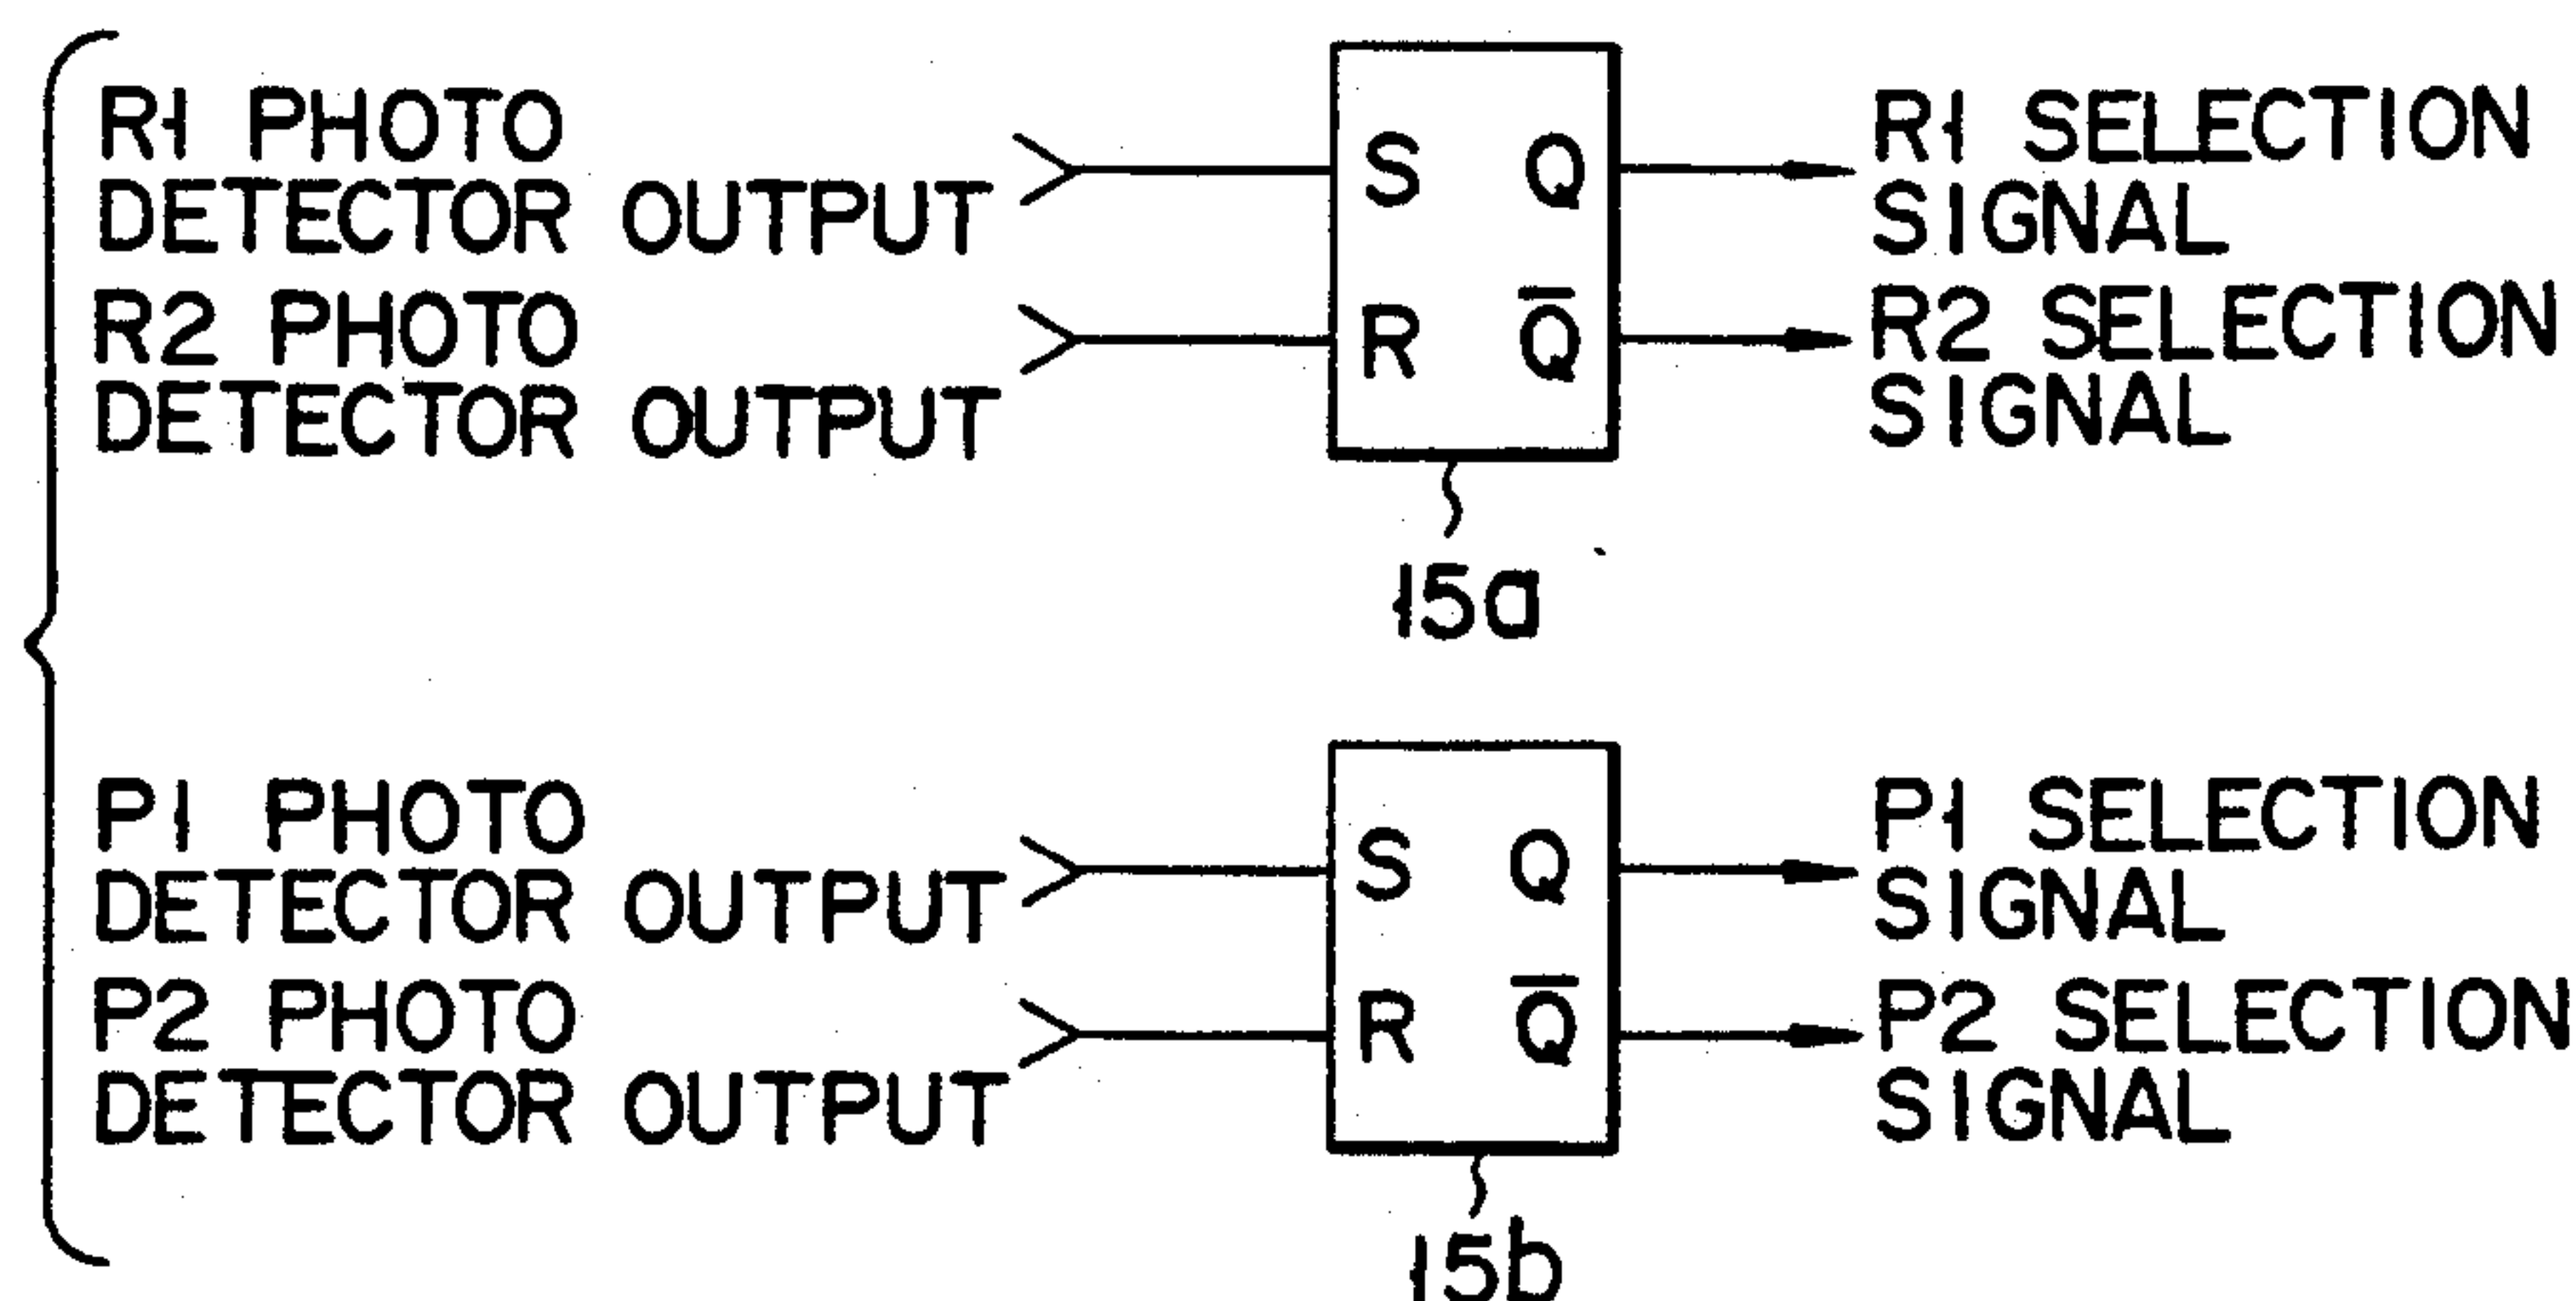 R1 PHOTO
DETECTOR OUTPUT
R2 PHOTO
DETECTOR OUTPUT
S Q
R Q̅
R1 SELECTION
SIGNAL
R2 SELECTION
SIGNAL
15a
P1 PHOTO
DETECTOR OUTPUT
P2 PHOTO
DETECTOR OUTPUT
S Q
R Q̅
P1 SELECTION
SIGNAL
P2 SELECTION
SIGNAL
15b